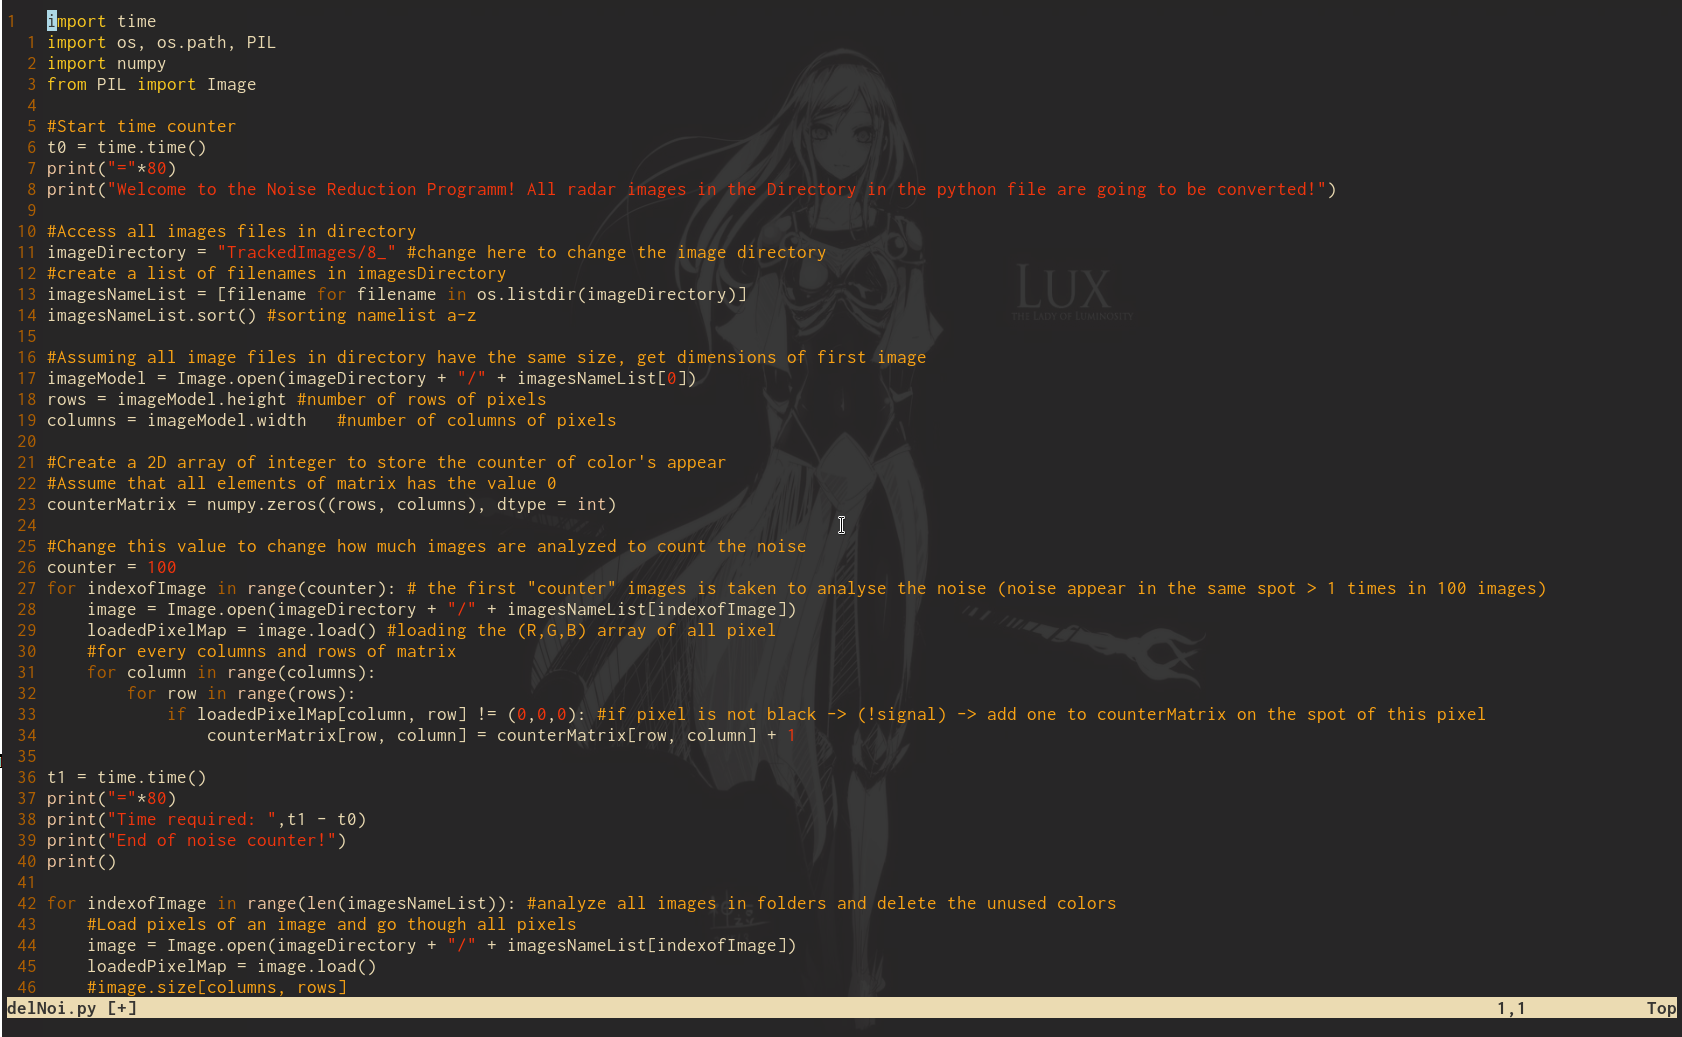 1   import time
  1 import os, os.path, PIL
  2 import numpy
  3 from PIL import Image
  4
  5 #Start time counter
  6 t0 = time.time()
  7 print("="*80)
  8 print("Welcome to the Noise Reduction Programm! All radar images in the Directory in the python file are going to be converted!")
  9
 10 #Access all images files in directory
 11 imageDirectory = "TrackedImages/8_" #change here to change the image directory
 12 #create a list of filenames in imagesDirectory
 13 imagesNameList = [filename for filename in os.listdir(imageDirectory)]
 14 imagesNameList.sort() #sorting namelist a-z
 15
 16 #Assuming all image files in directory have the same size, get dimensions of first image
 17 imageModel = Image.open(imageDirectory + "/" + imagesNameList[0])
 18 rows = imageModel.height #number of rows of pixels
 19 columns = imageModel.width   #number of columns of pixels
 20
 21 #Create a 2D array of integer to store the counter of color's appear
 22 #Assume that all elements of matrix has the value 0
 23 counterMatrix = numpy.zeros((rows, columns), dtype = int)
 24
 25 #Change this value to change how much images are analyzed to count the noise
 26 counter = 100
 27 for indexofImage in range(counter): # the first "counter" images is taken to analyse the noise (noise appear in the same spot > 1 times in 100 images)
 28     image = Image.open(imageDirectory + "/" + imagesNameList[indexofImage])
 29     loadedPixelMap = image.load() #loading the (R,G,B) array of all pixel
 30     #for every columns and rows of matrix
 31     for column in range(columns):
 32         for row in range(rows):
 33             if loadedPixelMap[column, row] != (0,0,0): #if pixel is not black -> (!signal) -> add one to counterMatrix on the spot of this pixel
 34                 counterMatrix[row, column] = counterMatrix[row, column] + 1
 35
 36 t1 = time.time()
 37 print("="*80)
 38 print("Time required: ",t1 - t0)
 39 print("End of noise counter!")
 40 print()
 41
 42 for indexofImage in range(len(imagesNameList)): #analyze all images in folders and delete the unused colors
 43     #Load pixels of an image and go though all pixels
 44     image = Image.open(imageDirectory + "/" + imagesNameList[indexofImage])
 45     loadedPixelMap = image.load()
 46     #image.size[columns, rows]
delNoi.py [+] 1,1 Top
LUX
THE LADY OF LUMINOSITY